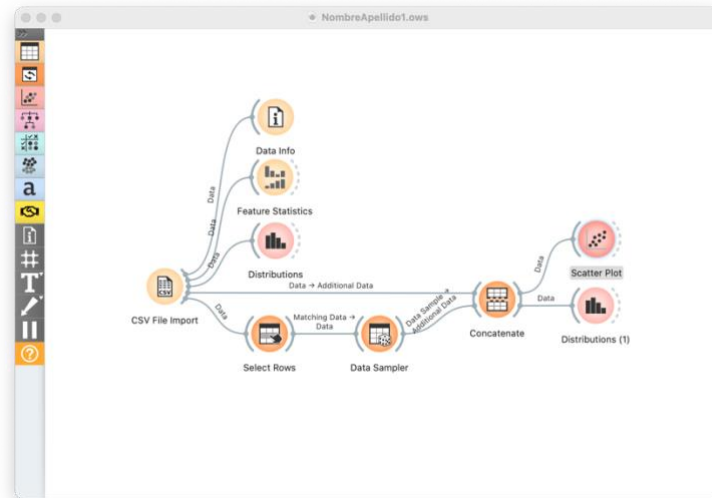 NombreApellido1.ows
Data Info
Data
Feature Statistics
Data
Distributions
Data
Data → Additional Data
CSV File Import
Data
Select Rows
Matching Data →
Data
Data Sampler
Data Sample →
Additional Data
Concatenate
Data
Scatter Plot
Data
Distributions (1)
CSV
a
T
?